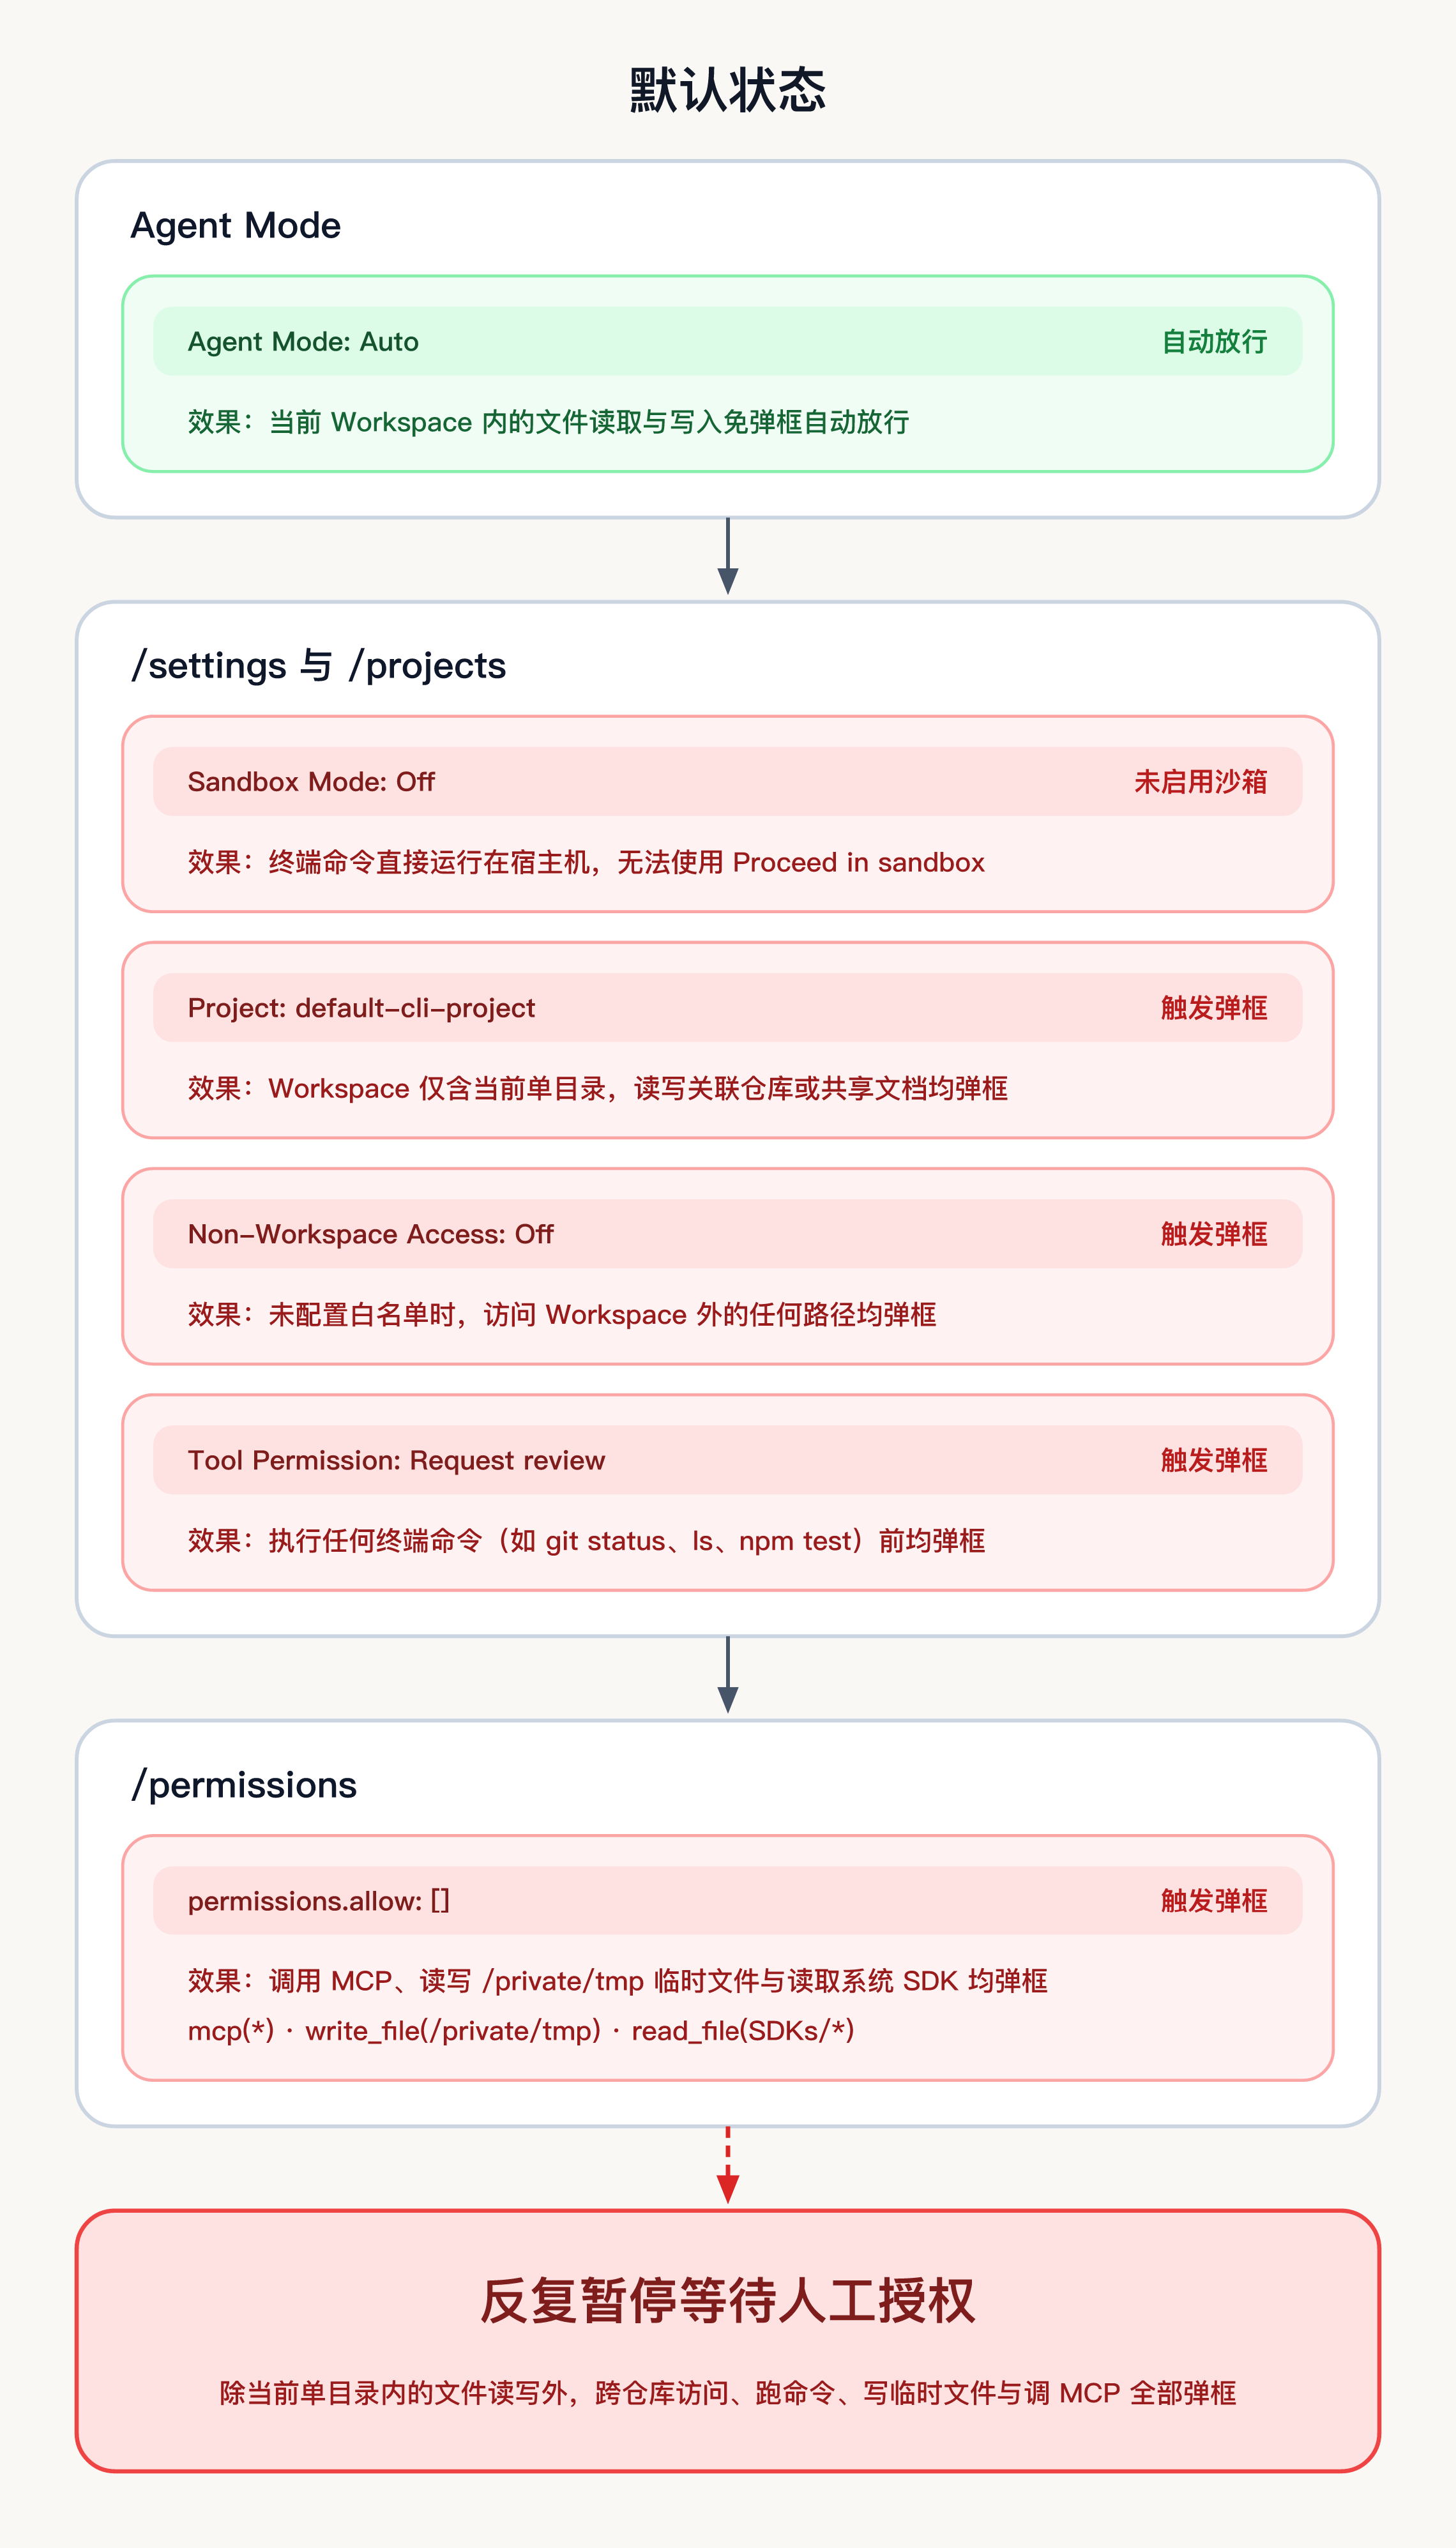 默认状态
Agent Mode
Agent Mode: Auto
自动放行
效果：当前 Workspace 内的文件读取与写入免弹框自动放行
/settings 与 /projects
Sandbox Mode: Off
未启用沙箱
效果：终端命令直接运行在宿主机，无法使用 Proceed in sandbox
Project: default-cli-project
触发弹框
效果：Workspace 仅含当前单目录，读写关联仓库或共享文档均弹框
Non-Workspace Access: Off
触发弹框
效果：未配置白名单时，访问 Workspace 外的任何路径均弹框
Tool Permission: Request review
触发弹框
效果：执行任何终端命令（如 git status、ls、npm test）前均弹框
/permissions
permissions.allow: []
触发弹框
效果：调用 MCP、读写 /private/tmp 临时文件与读取系统 SDK 均弹框
mcp(*) · write_file(/private/tmp) · read_file(SDKs/*)
反复暂停等待人工授权
除当前单目录内的文件读写外，跨仓库访问、跑命令、写临时文件与调 MCP 全部弹框